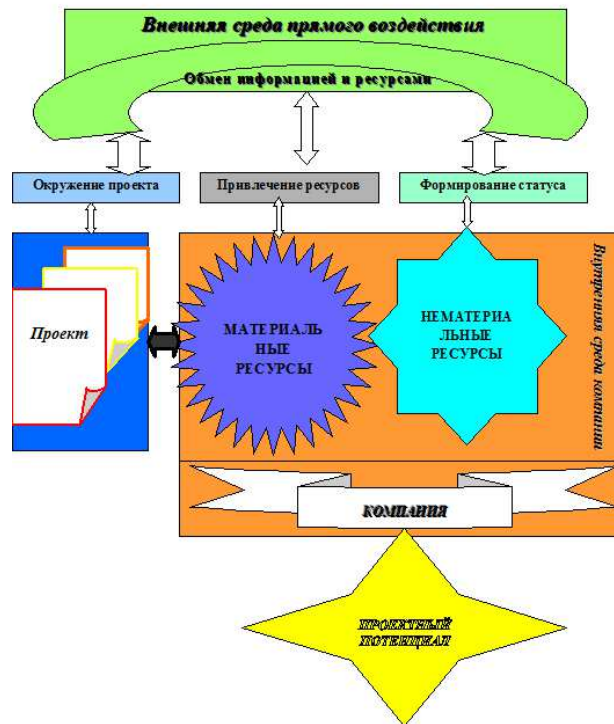 Внешняя среда прямого воздействия
Обмен информацией и ресурсами
Окружение проекта
Привлечение ресурсов
Формирование статуса
Проект
МАТЕРИАЛЬ
НЫЕ
РЕСУРСЫ
НЕМАТЕРИА
ЛЬНЫЕ
РЕСУРСЫ
Внутренняя среда компании
КОМПАНИЯ
ПРОЕКТНЫЙ
ПОТЕНЦИАЛ